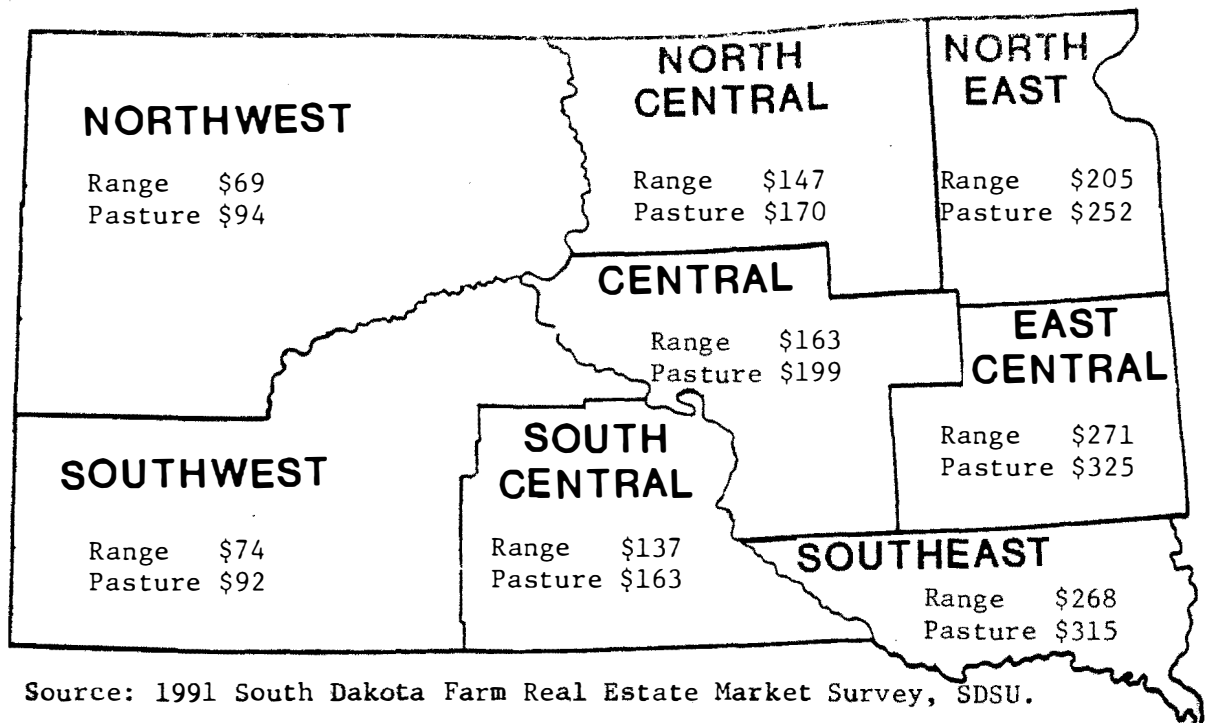 NORTHWEST
Range $69
Pasture $94
NORTH
CENTRAL
Range $147
Pasture $170
NORTH
EAST
Range $205
Pasture $252
CENTRAL
Range $163
Pasture $199
EAST
CENTRAL
Range $271
Pasture $325
SOUTHWEST
Range $74
Pasture $92
SOUTH
CENTRAL
Range $137
Pasture $163
SOUTHEAST
Range $268
Pasture $315
Source: 1991 South Dakota Farm Real Estate Market Survey, SDSU.